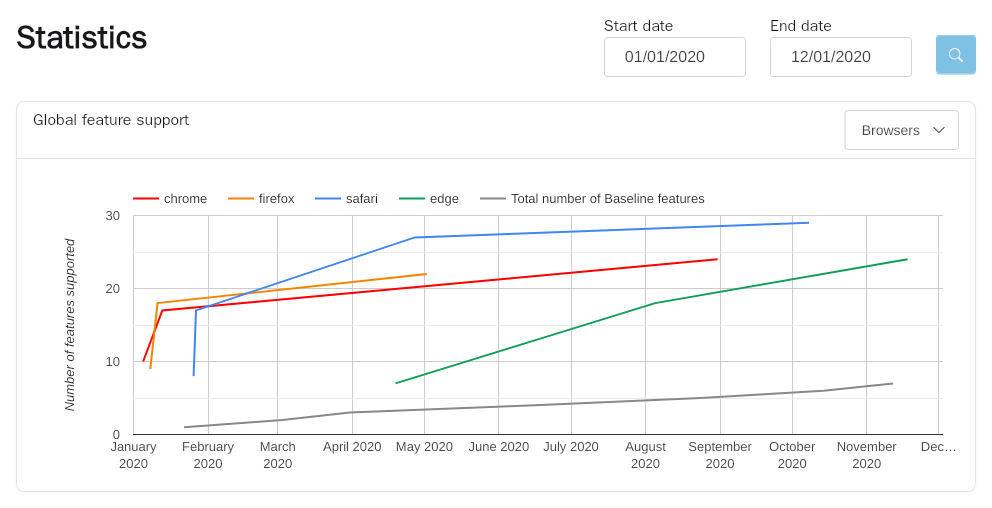 Statistics
Start date
End date
01/01/2020
12/01/2020
Global feature support
Browsers
chrome
firefox
safari
edge
Total number of Baseline features
Number of features supported
30
20
10
0
January 2020
February 2020
March 2020
April 2020
May 2020
June 2020
July 2020
August 2020
September 2020
October 2020
November 2020
Dec…